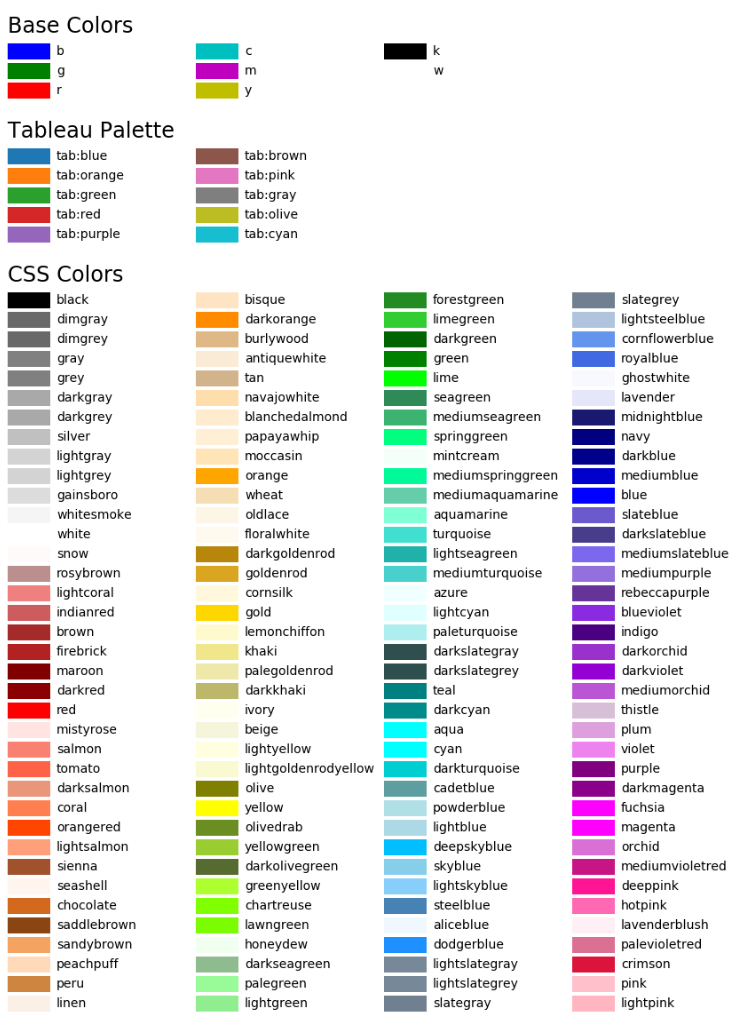 Base Colors
b
g
r
c
m
y
k
w
Tableau Palette
tab:blue
tab:orange
tab:green
tab:red
tab:purple
tab:brown
tab:pink
tab:gray
tab:olive
tab:cyan
CSS Colors
black
dimgray
dimgrey
gray
grey
darkgray
darkgrey
silver
lightgray
lightgrey
gainsboro
whitesmoke
white
snow
rosybrown
lightcoral
indianred
brown
firebrick
maroon
darkred
red
mistyrose
salmon
tomato
darksalmon
coral
orangered
lightsalmon
sienna
seashell
chocolate
saddlebrown
sandybrown
peachpuff
peru
linen
bisque
darkorange
burlywood
antiquewhite
tan
navajowhite
blanchedalmond
papayawhip
moccasin
orange
wheat
oldlace
floralwhite
darkgoldenrod
goldenrod
cornsilk
gold
lemonchiffon
khaki
palegoldenrod
darkkhaki
ivory
beige
lightyellow
lightgoldenrodyellow
olive
yellow
olivedrab
yellowgreen
darkolivegreen
greenyellow
chartreuse
lawngreen
honeydew
darkseagreen
palegreen
lightgreen
forestgreen
limegreen
darkgreen
green
lime
seagreen
mediumseagreen
springgreen
mintcream
mediumspringgreen
mediumaquamarine
aquamarine
turquoise
lightseagreen
mediumturquoise
azure
lightcyan
paleturquoise
darkslategray
darkslategrey
teal
darkcyan
aqua
cyan
darkturquoise
cadetblue
powderblue
lightblue
deepskyblue
skyblue
lightskyblue
steelblue
aliceblue
dodgerblue
lightslategray
lightslategrey
slategray
slategrey
lightsteelblue
cornflowerblue
royalblue
ghostwhite
lavender
midnightblue
navy
darkblue
mediumblue
blue
slateblue
darkslateblue
mediumslateblue
mediumpurple
rebeccapurple
blueviolet
indigo
darkorchid
darkviolet
mediumorchid
thistle
plum
violet
purple
darkmagenta
fuchsia
magenta
orchid
mediumvioletred
deeppink
hotpink
lavenderblush
palevioletred
crimson
pink
lightpink